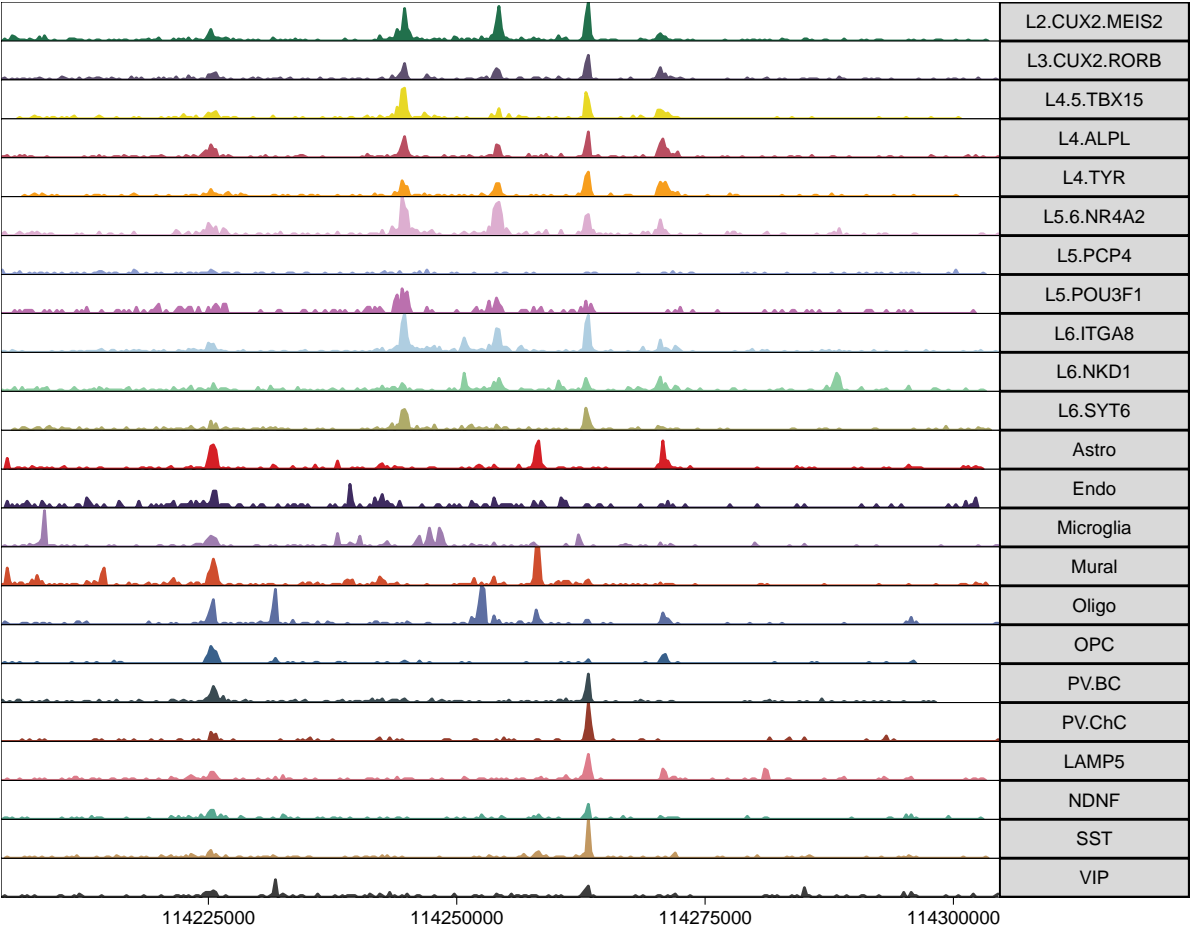 L2.CUX2.MEIS2
L3.CUX2.RORB
L4.5.TBX15
L4.ALPL
L4.TYR
L5.6.NR4A2
L5.PCP4
L5.POU3F1
L6.ITGA8
L6.NKD1
L6.SYT6
Astro
Endo
Microglia
Mural
Oligo
OPC
PV.BC
PV.ChC
LAMP5
NDNF
SST
VIP
114225000 114250000 114275000 114300000